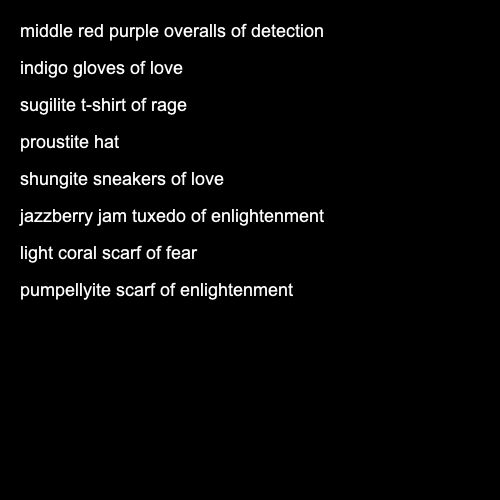 middle red purple overalls of detection
indigo gloves of love
sugilite t-shirt of rage
proustite hat
shungite sneakers of love
jazzberry jam tuxedo of enlightenment
light coral scarf of fear
pumpellyite scarf of enlightenment